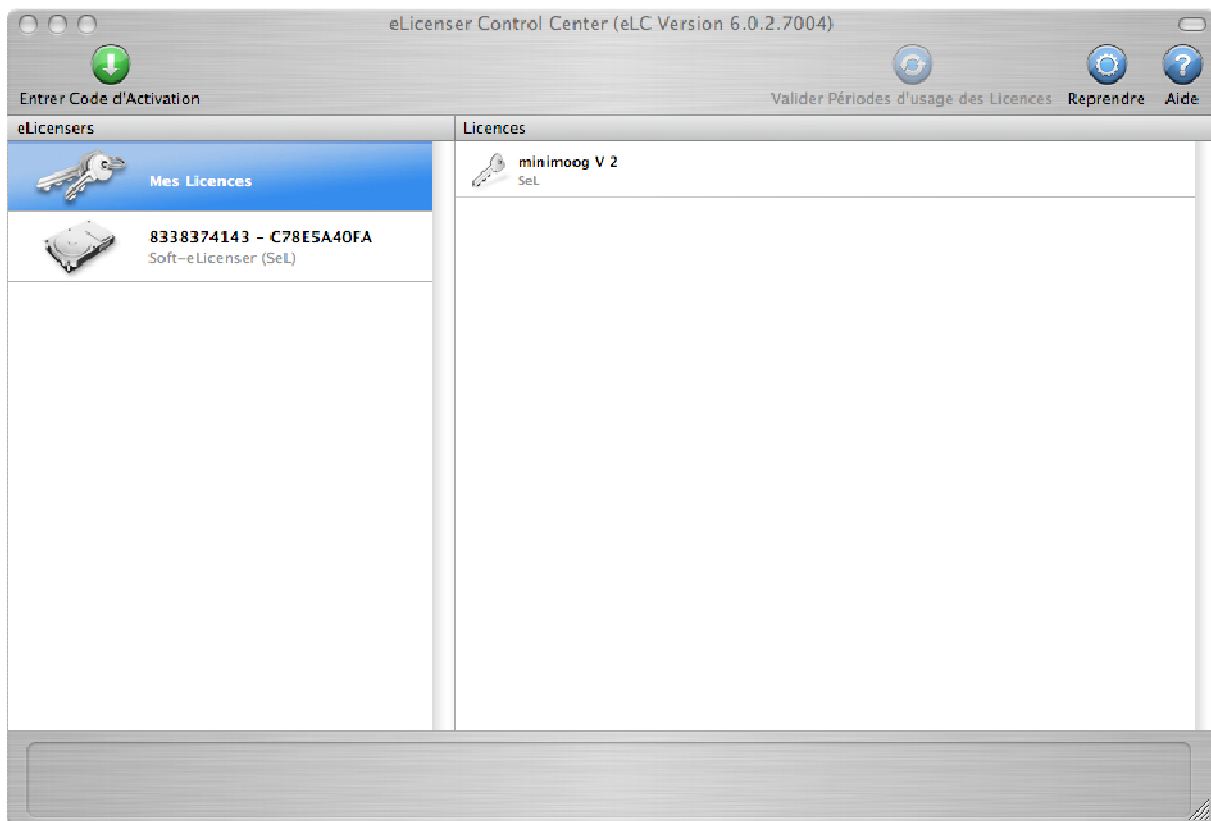 eLicenser Control Center (eLC Version 6.0.2.7004)
Entrer Code d'Activation
Valider Périodes d'usage des Licences
Reprendre
Aide
eLicensers
Licences
Mes Licences
minimoog V 2
SeL
8338374143 - C78E5A40FA
Soft-eLicenser (SeL)